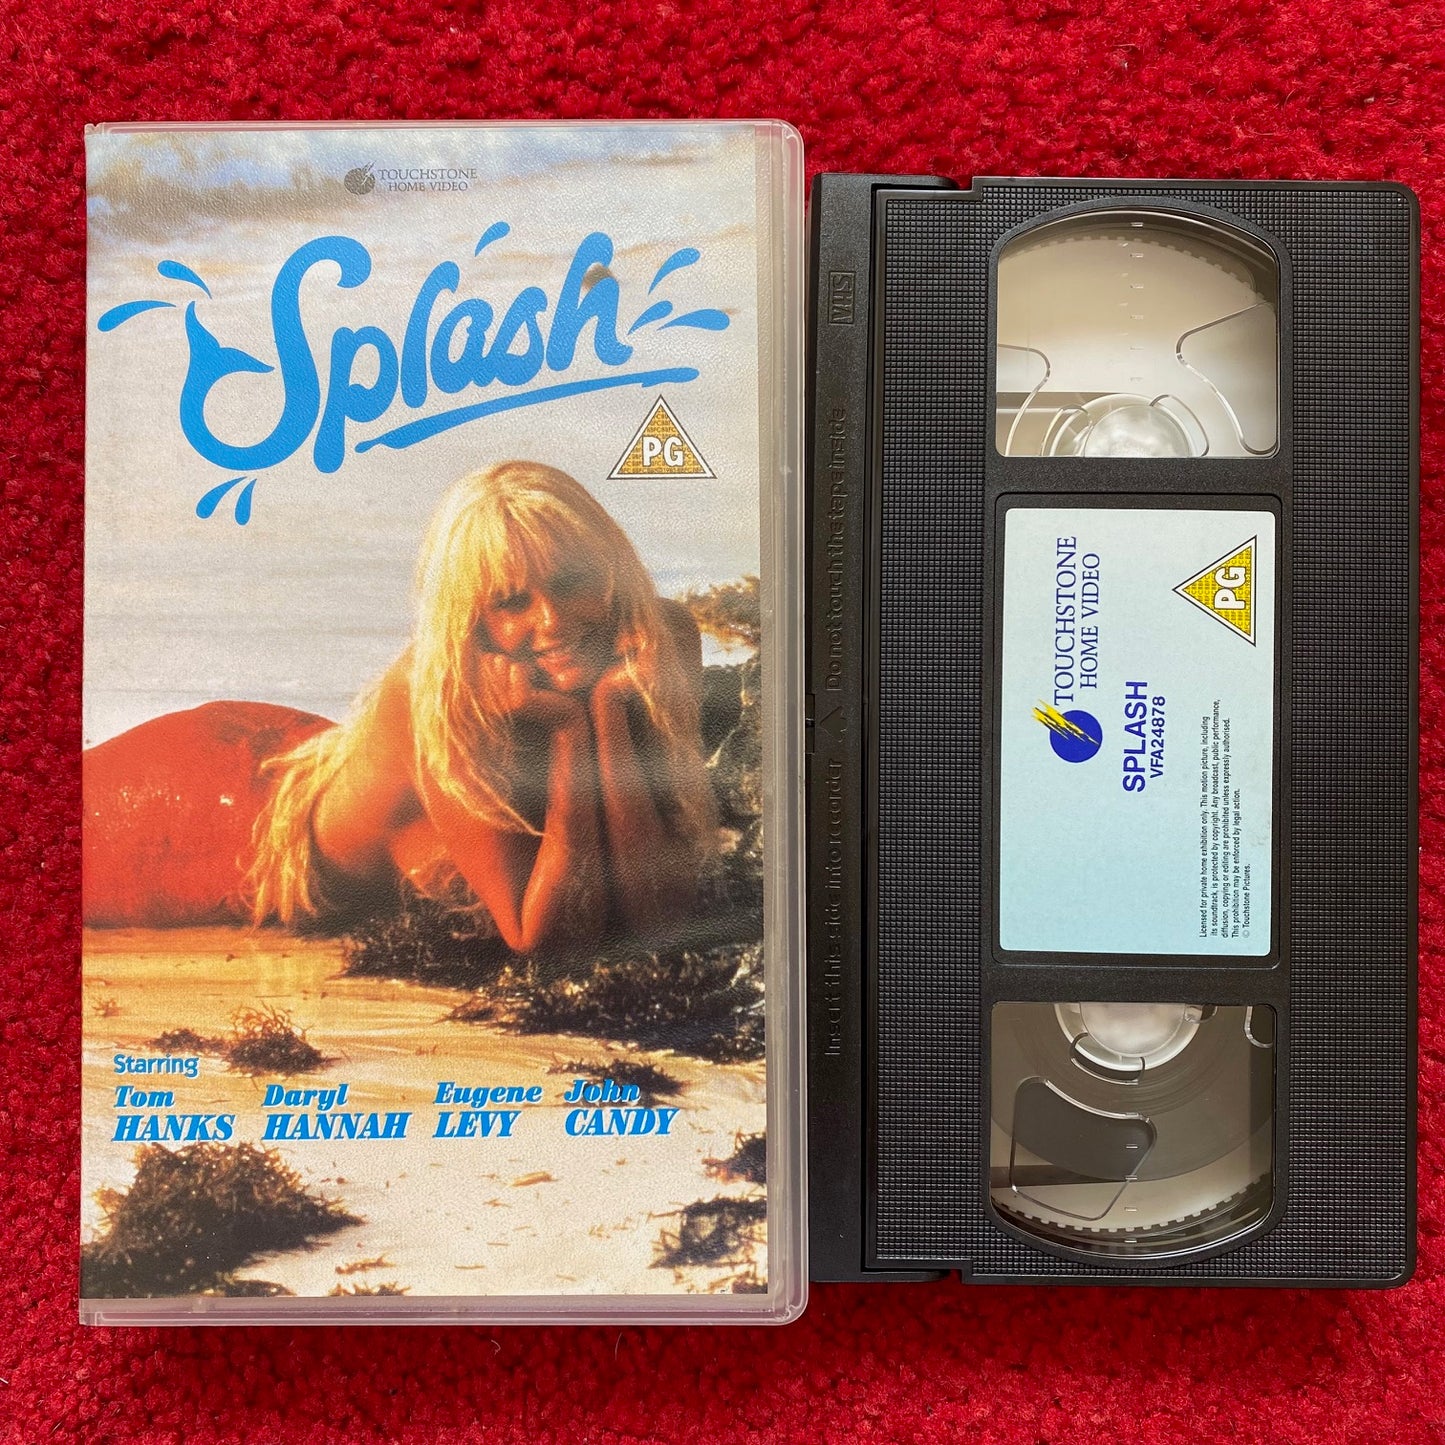 TOUCHSTONE
HOME VIDEO
Splash
PG
Starring
Tom HANKS
Daryl HANNAH
Eugene LEVY
John CANDY
VHS
Do not touch the tape inside
Insert this side into recorder
TOUCHSTONE
HOME VIDEO
PG
SPLASH
VFA24878
Licensed for private home exhibition only. This motion picture, including
its soundtrack, is protected by copyright. Any broadcast, public performance,
diffusion, copying or editing are prohibited unless expressly authorised.
This prohibition may be enforced by legal action.
© Touchstone Pictures.